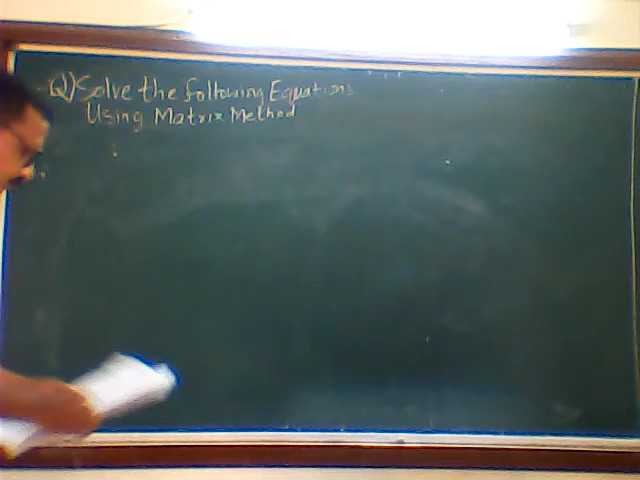 Q) Solve the following Equations
Using Matrix Method